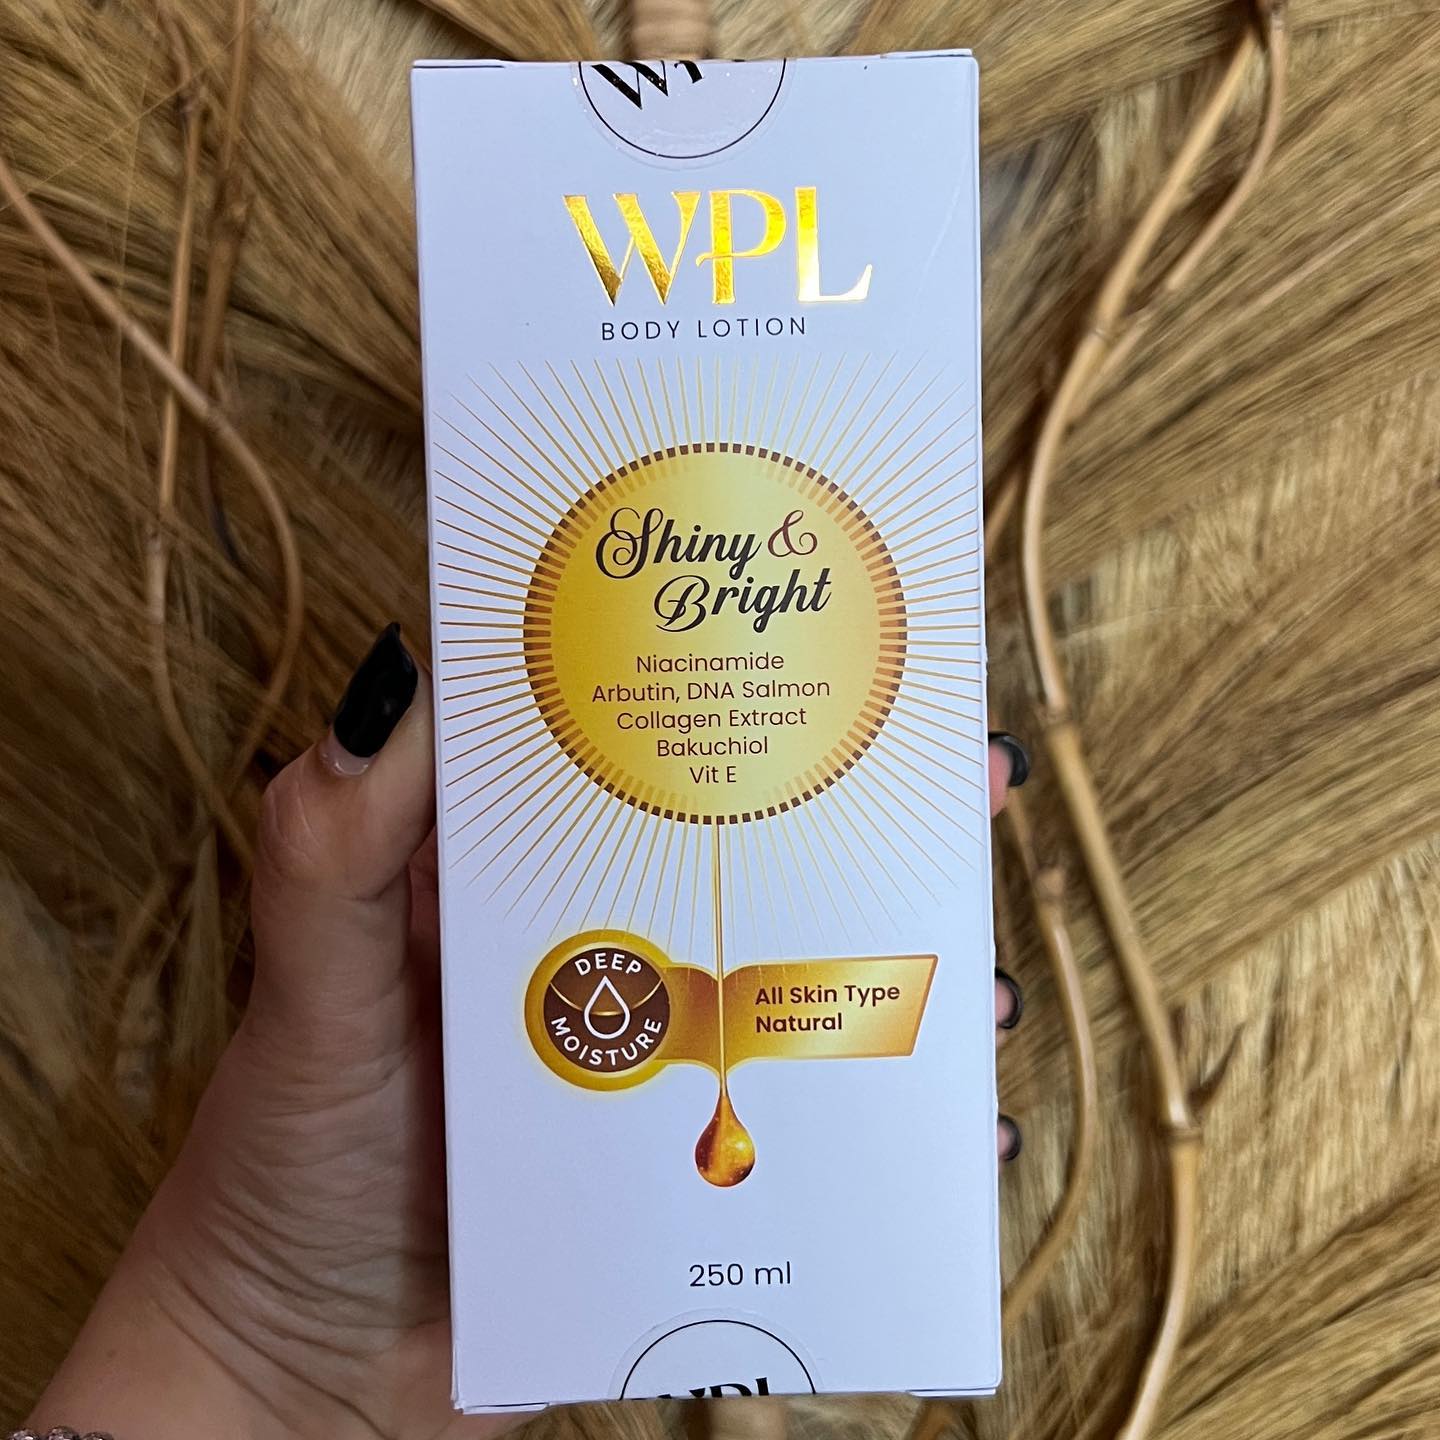 WPL
BODY LOTION
Shiny &
Bright
Niacinamide
Arbutin, DNA Salmon
Collagen Extract
Bakuchiol
Vit E
DEEP
MOISTURE
All Skin Type
Natural
250 ml
WPL